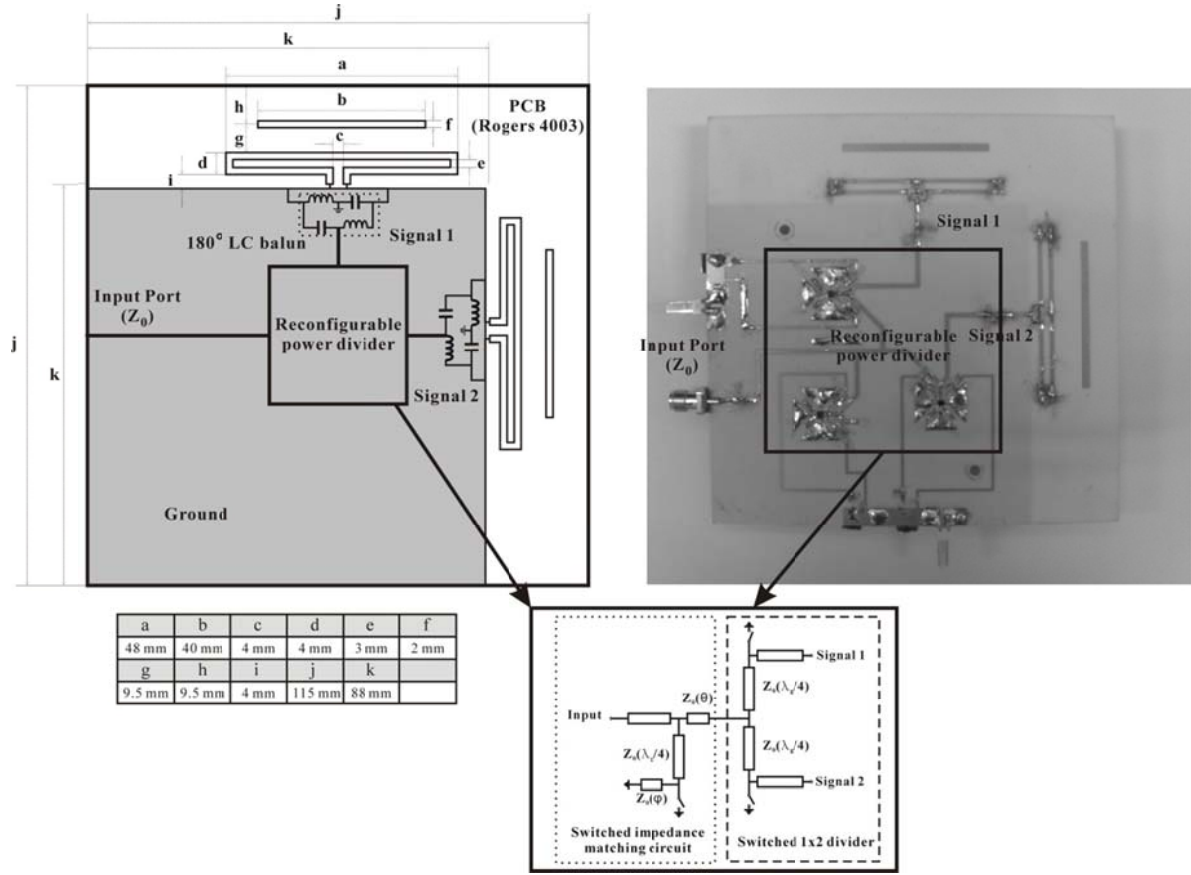 j
k
a
b
h
PCB
(Rogers 4003)
f
c
g
d
e
i
180° LC balun
Signal 1
Input Port
(Z0)
Reconfigurable
power divider
j
k
Signal 2
Ground
Signal 1
Input Port
(Z0)
Reconfigurable
power divider
Signal 2
a b c d e f
48 mm 40 mm 4 mm 4 mm 3 mm 2 mm
g h i j k
9.5 mm 9.5 mm 4 mm 115 mm 88 mm
Signal 1
Zo(λg/4)
Zo(θ)
Input
Zo(λg/4)
Zo(λg/4)
Zo(φ)
Signal 2
Switched impedance
matching circuit
Switched 1x2 divider